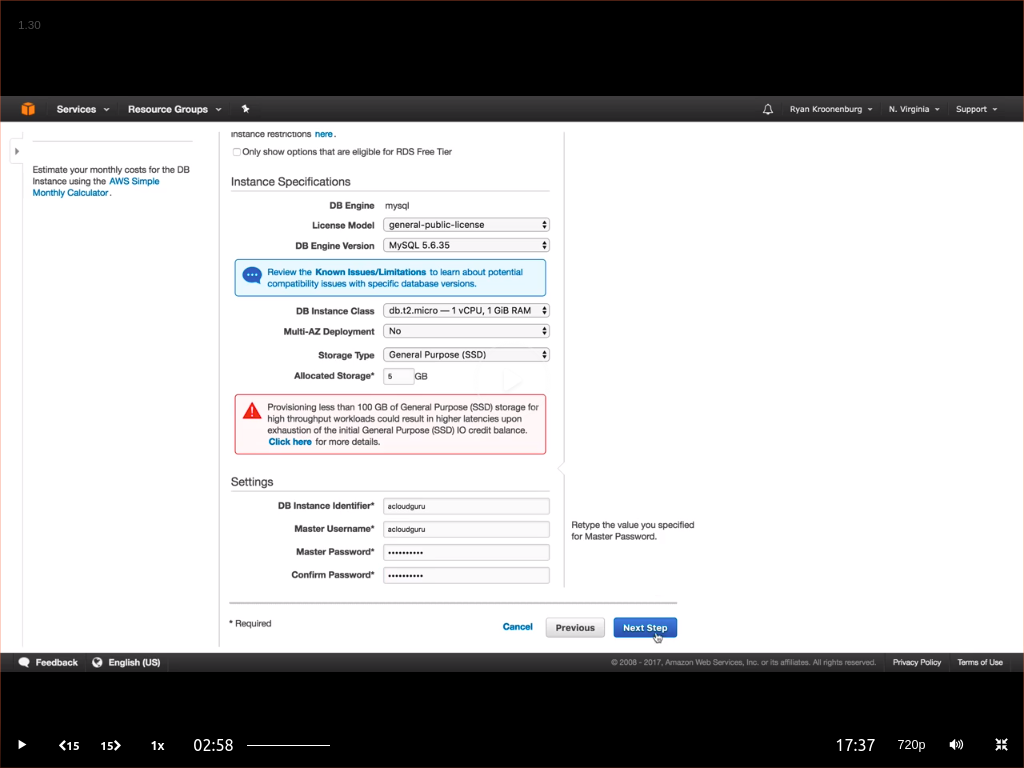 1.30
Services Resource Groups Ryan Kroonenburg N. Virginia Support
Instance restrictions here.
Only show options that are eligible for RDS Free Tier
Estimate your monthly costs for the DB
Instance using the AWS Simple
Monthly Calculator.
Instance Specifications
DB Engine mysql
License Model general-public-license
DB Engine Version MySQL 5.6.35
Review the Known Issues/Limitations to learn about potential
compatibility issues with specific database versions.
DB Instance Class db.t2.micro — 1 vCPU, 1 GiB RAM
Multi-AZ Deployment No
Storage Type General Purpose (SSD)
Allocated Storage* 5 GB
Provisioning less than 100 GB of General Purpose (SSD) storage for
high throughput workloads could result in higher latencies upon
exhaustion of the initial General Purpose (SSD) IO credit balance.
Click here for more details.
Settings
DB Instance Identifier* acloudguru
Master Username* acloudguru
Master Password* ••••••••••
Confirm Password* ••••••••••
Retype the value you specified
for Master Password.
* Required Cancel Previous Next Step
Feedback English (US) © 2008 - 2017, Amazon Web Services, Inc. or its affiliates. All rights reserved. Privacy Policy Terms of Use
15 15 1x 02:58 17:37 720p